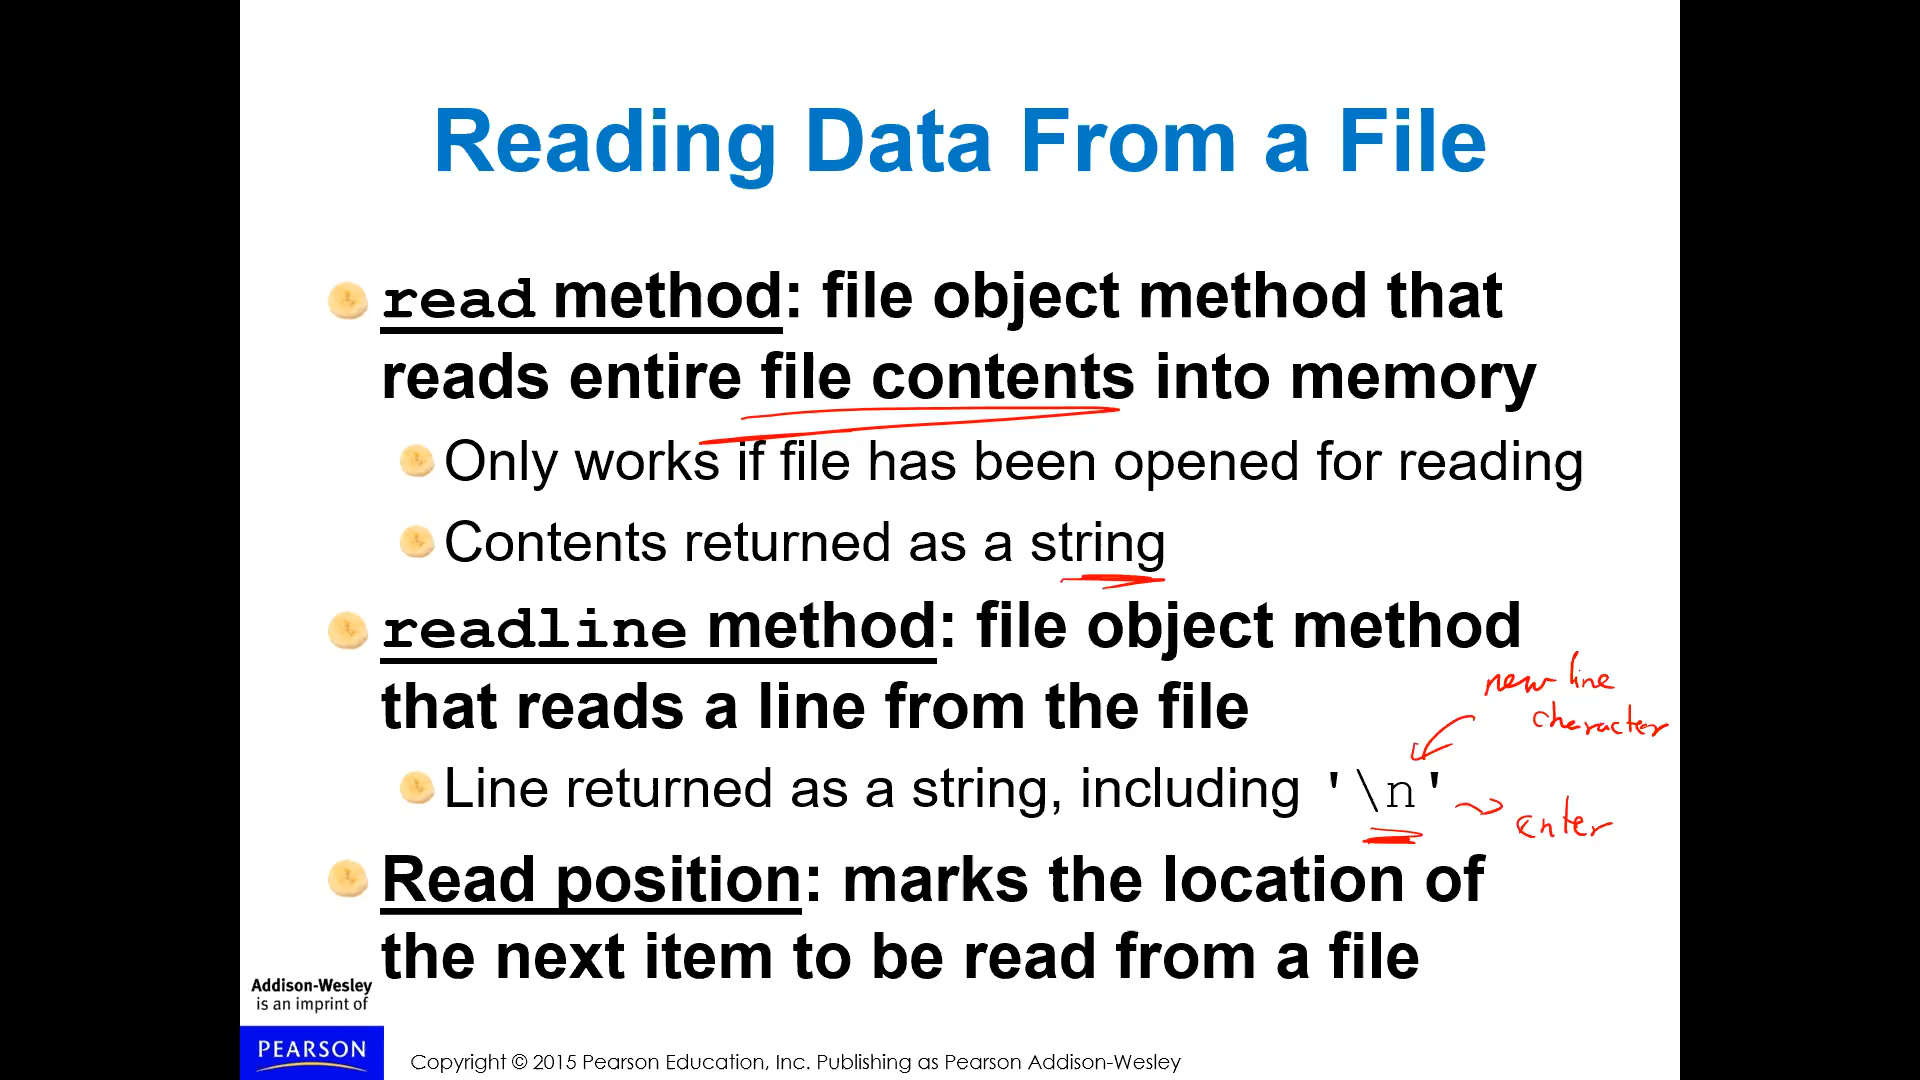 Reading Data From a File
read method: file object method that
reads entire file contents into memory
Only works if file has been opened for reading
Contents returned as a string
readline method: file object method
that reads a line from the file
new line
character
Line returned as a string, including '\n'
enter
Read position: marks the location of
the next item to be read from a file
Addison-Wesley
is an imprint of
PEARSON
Copyright © 2015 Pearson Education, Inc. Publishing as Pearson Addison-Wesley